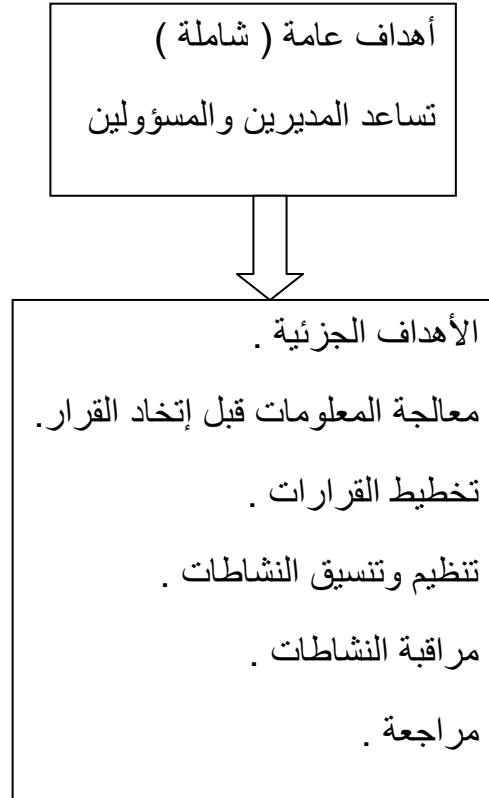 أهداف عامة ( شاملة )
تساعد المديرين والمسؤولين
الأهداف الجزئية .
معالجة المعلومات قبل إتخاد القرار.
تخطيط القرارات .
تنظيم وتنسيق النشاطات .
مراقبة النشاطات .
مراجعة .